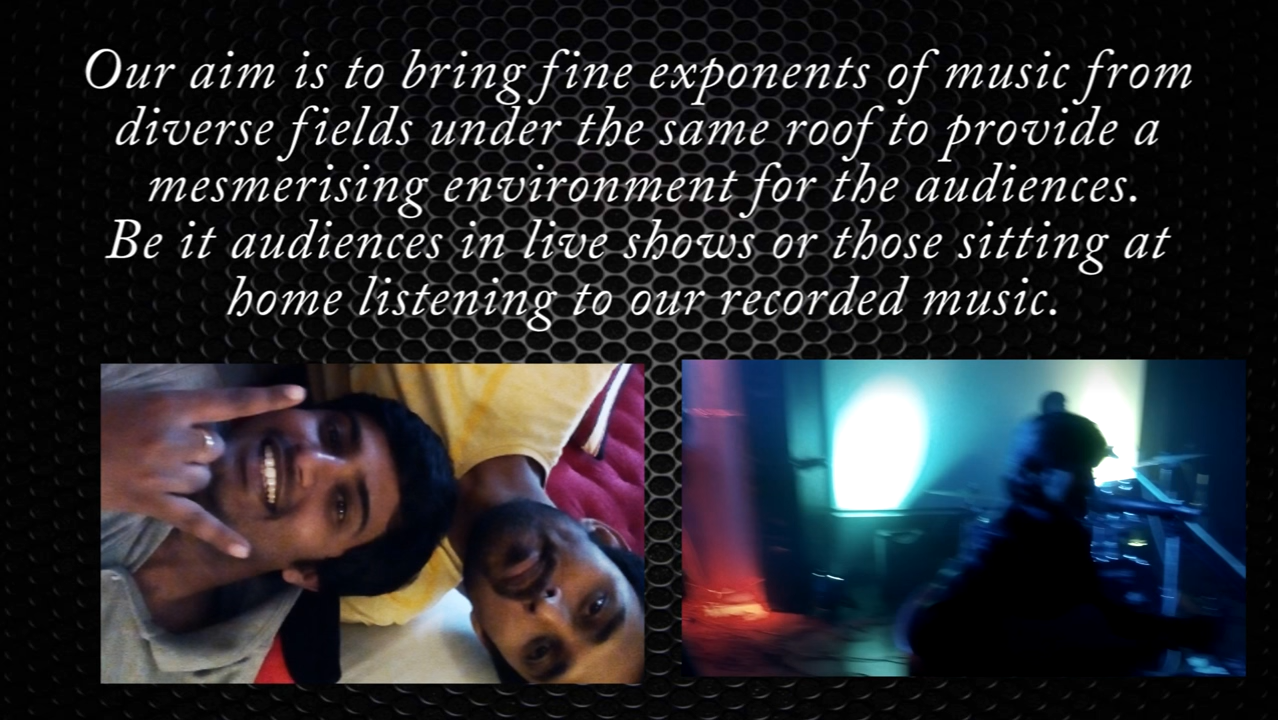 Our aim is to bring fine exponents of music from
diverse fields under the same roof to provide a
mesmerising environment for the audiences.
Be it audiences in live shows or those sitting at
home listening to our recorded music.